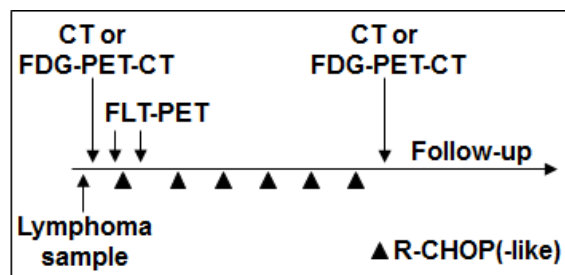 CT or
FDG-PET-CT
CT or
FDG-PET-CT
FLT-PET
Follow-up
Lymphoma
sample
▲R-CHOP(-like)